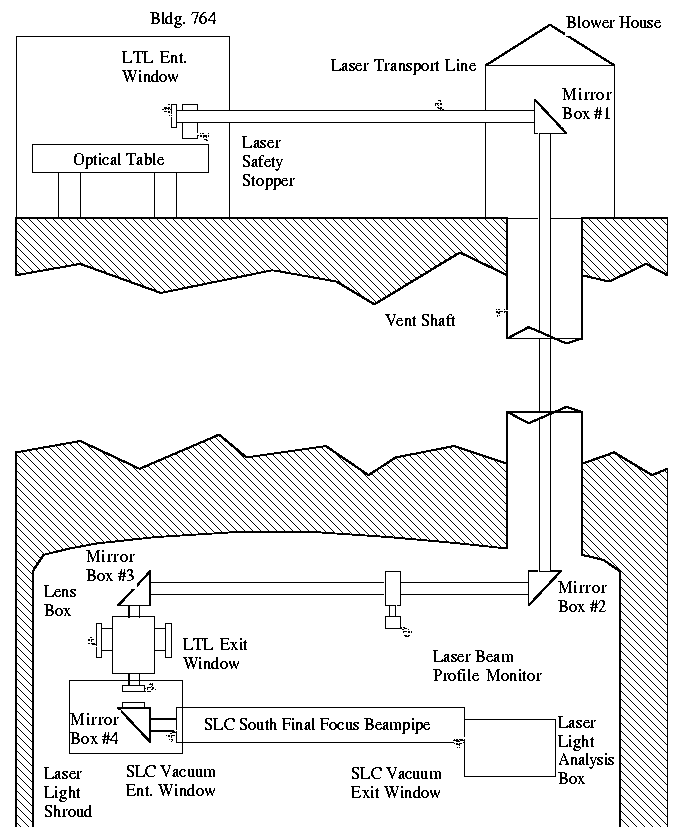 Bldg. 764
Blower House
LTL Ent.
Window
Laser Transport Line
Mirror
Box #1
Laser
Safety
Stopper
Optical Table
Vent Shaft
Mirror
Box #3
Lens
Box
Mirror
Box #2
LTL Exit
Window
Laser Beam
Profile Monitor
Mirror
Box #4
SLC South Final Focus Beampipe
Laser
Light
Analysis
Box
Laser
Light
Shroud
SLC Vacuum
Ent. Window
SLC Vacuum
Exit Window